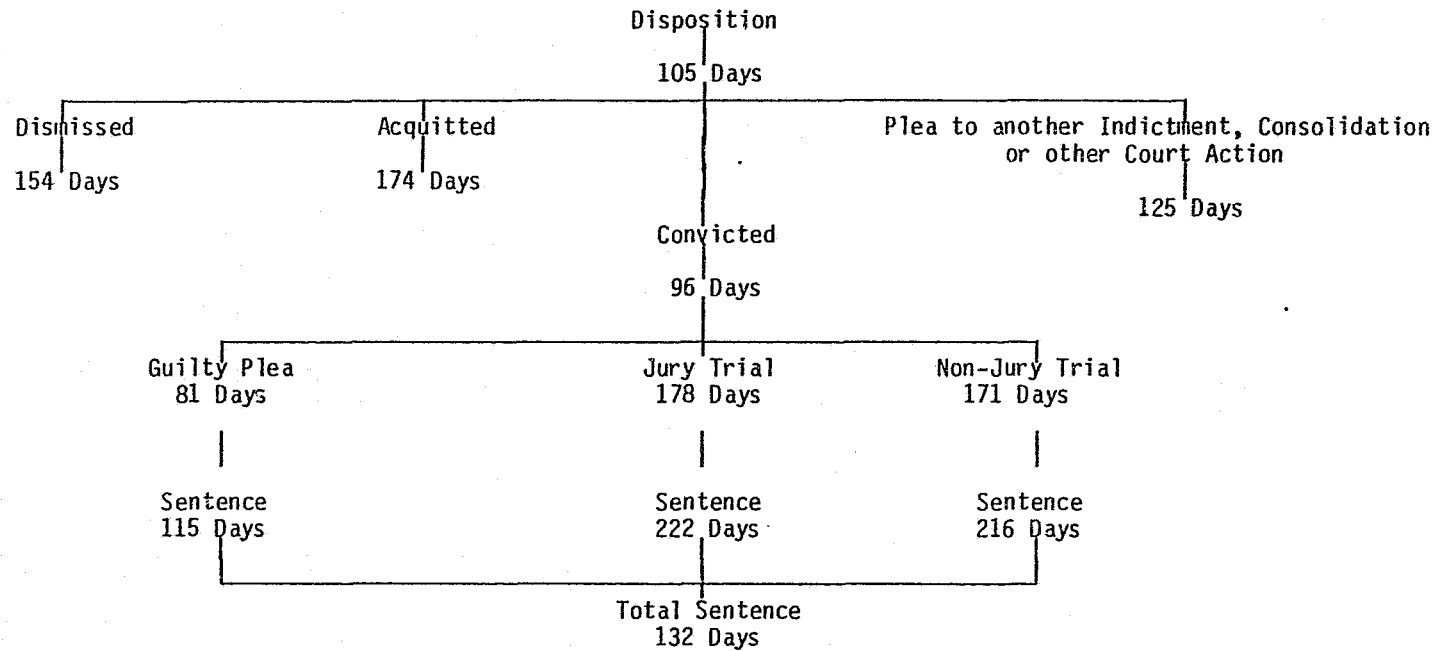 Disposition
105 Days
Dismissed
154 Days
Acquitted
174 Days
Plea to another Indictment, Consolidation
or other Court Action
125 Days
Convicted
96 Days
Guilty Plea
81 Days
Jury Trial
178 Days
Non-Jury Trial
171 Days
Sentence
115 Days
Sentence
222 Days
Sentence
216 Days
Total Sentence
132 Days